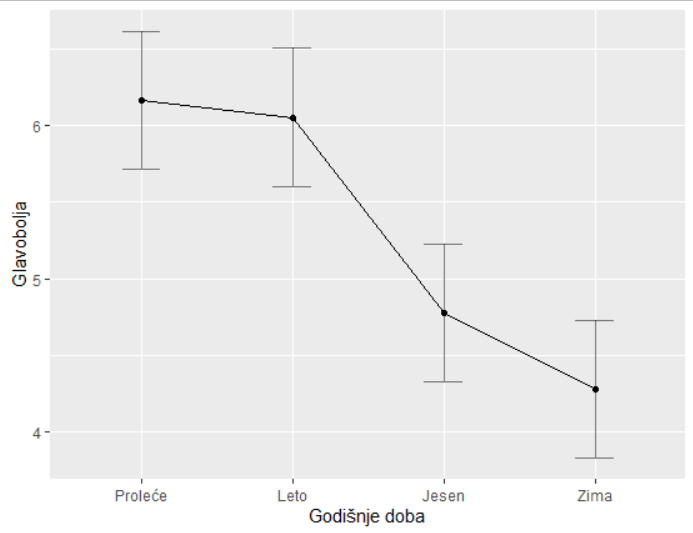 Glavobolja
6
5
4
Proleće Leto Jesen Zima
Godišnje doba